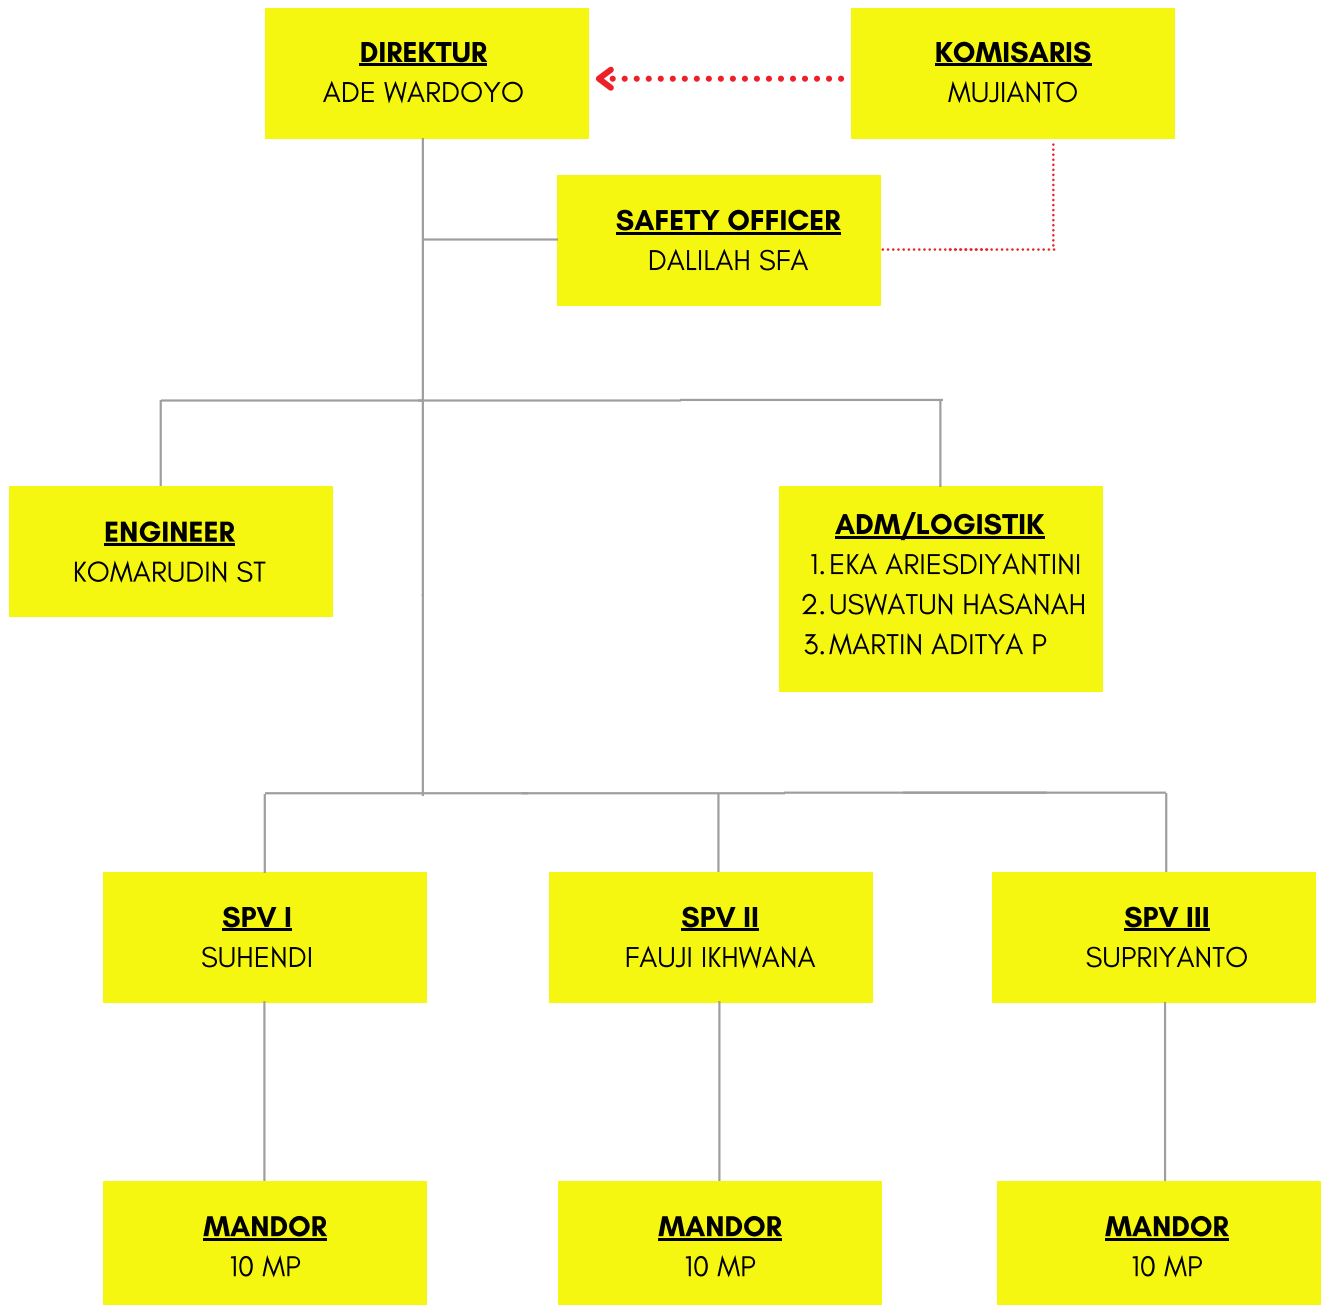 DIREKTUR
ADE WARDOYO
KOMISARIS
MUJIANTO
SAFETY OFFICER
DALILAH SFA
ENGINEER
KOMARUDIN ST
ADM/LOGISTIK
1. EKA ARIESDIYANTINI
2. USWATUN HASANAH
3. MARTIN ADITYA P
SPV I
SUHENDI
SPV II
FAUJI IKHWANA
SPV III
SUPRIYANTO
MANDOR
10 MP
MANDOR
10 MP
MANDOR
10 MP